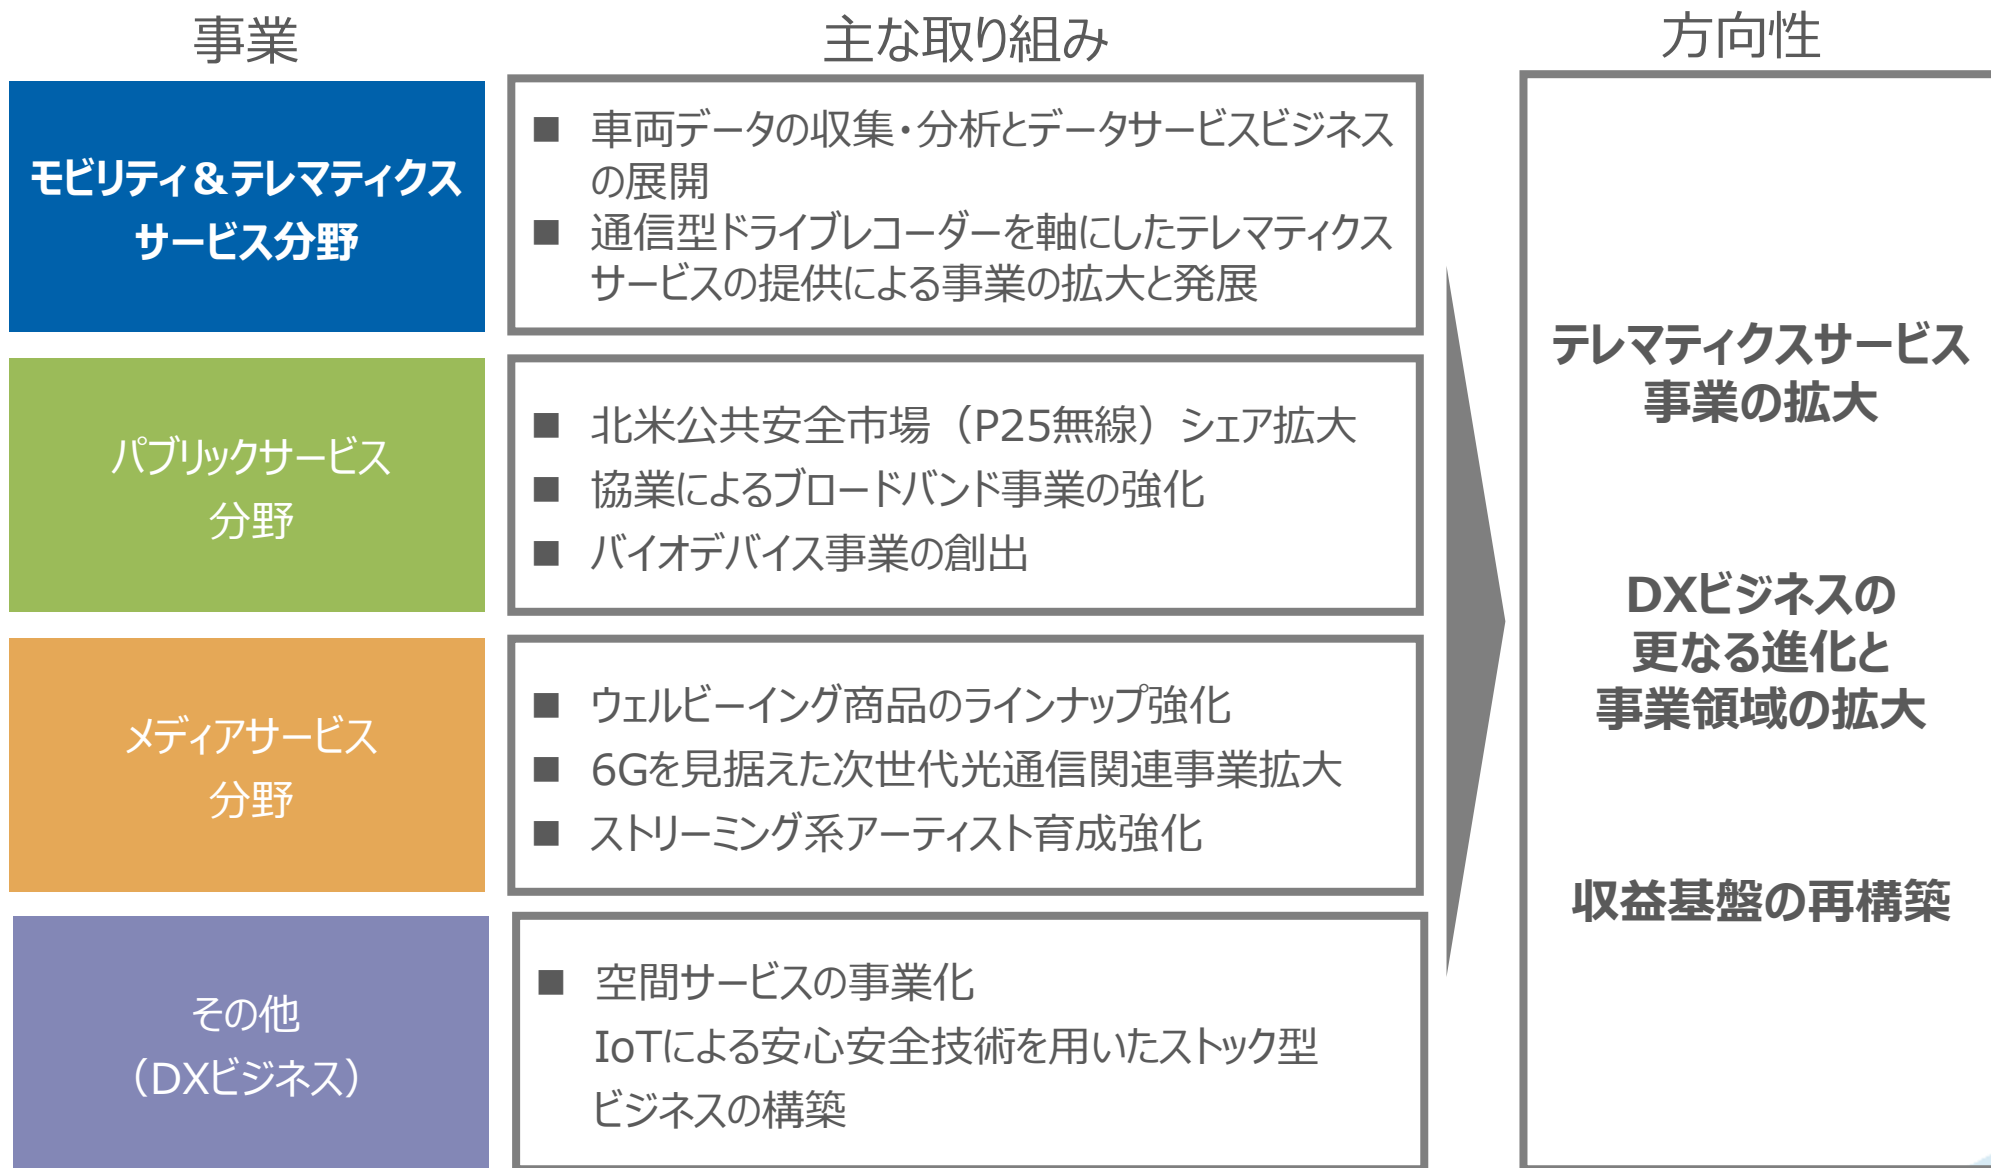 事業
主な取り組み
方向性
モビリティ&テレマティクス
サービス分野
■ 車両データの収集・分析とデータサービスビジネス
の展開
■ 通信型ドライブレコーダーを軸にしたテレマティクス
サービスの提供による事業の拡大と発展
パブリックサービス
分野
■ 北米公共安全市場（P25無線）シェア拡大
■ 協業によるブロードバンド事業の強化
■ バイオデバイス事業の創出
メディアサービス
分野
■ ウェルビーイング商品のラインナップ強化
■ 6Gを見据えた次世代光通信関連事業拡大
■ ストリーミング系アーティスト育成強化
その他
（DXビジネス）
■ 空間サービスの事業化
IoTによる安心安全技術を用いたストック型
ビジネスの構築
テレマティクスサービス
事業の拡大
DXビジネスの
更なる進化と
事業領域の拡大
収益基盤の再構築